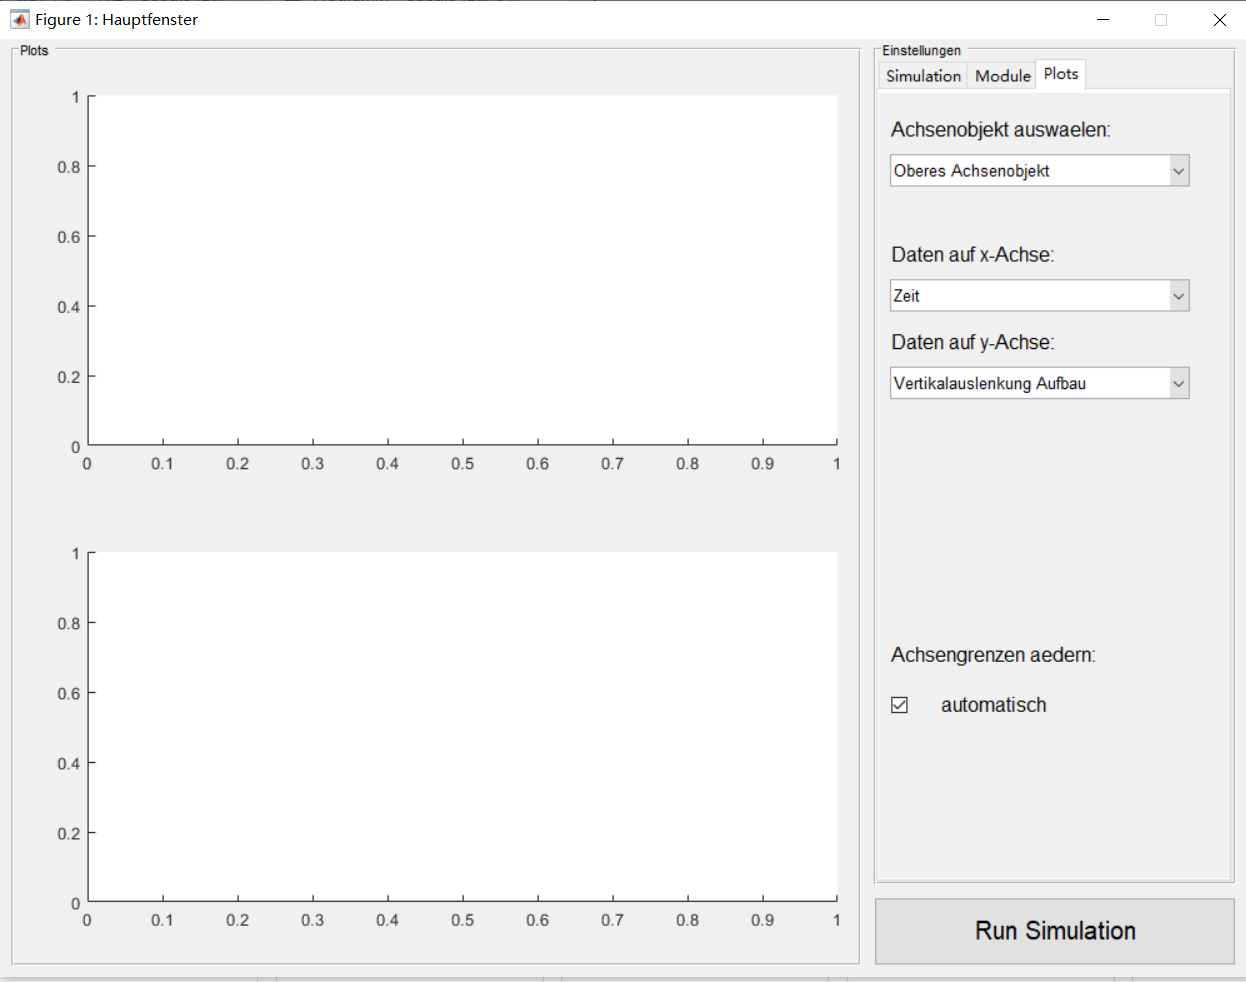 Figure 1: Hauptfenster
Plots
1
0.8
0.6
0.4
0.2
0
0 0.1 0.2 0.3 0.4 0.5 0.6 0.7 0.8 0.9 1
1
0.8
0.6
0.4
0.2
0
0 0.1 0.2 0.3 0.4 0.5 0.6 0.7 0.8 0.9 1
Einstellungen
Simulation Module Plots
Achsenobjekt auswaelen:
Oberes Achsenobjekt
Daten auf x-Achse:
Zeit
Daten auf y-Achse:
Vertikalauslenkung Aufbau
Achsengrenzen aedern:
automatisch
Run Simulation